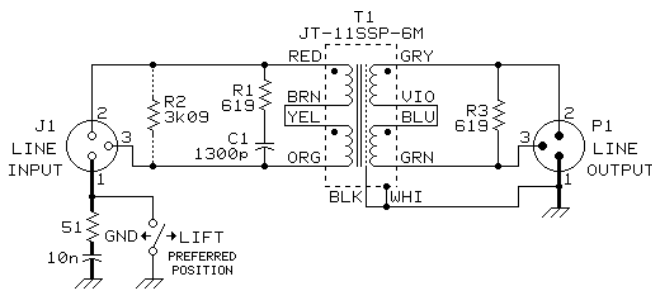 T1
JT-11SSP-6M
RED
GRY
R2
3k09
R1
619
C1
1300p
BRN
YEL
ORG
VIO
BLU
GRN
R3
619
J1
LINE
INPUT
2
3
1
P1
LINE
OUTPUT
2
3
1
BLK
WHI
51
10n
GND
LIFT
PREFERRED
POSITION